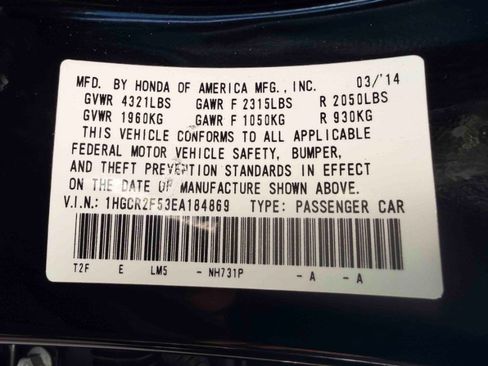 MFD. BY HONDA OF AMERICA MFG., INC. 03/'14
GVWR 4321LBS GAWR F 2315LBS R 2050LBS
GVWR 1960KG GAWR F 1050KG R 930KG
THIS VEHICLE CONFORMS TO ALL APPLICABLE
FEDERAL MOTOR VEHICLE SAFETY, BUMPER,
AND THEFT PREVENTION STANDARDS IN EFFECT
ON THE DATE OF MANUFACTURE SHOWN ABOVE.
V.I.N.: 1HGCR2F53EA184869 TYPE: PASSENGER CAR
T2F E LM5 - NH731P - A - A